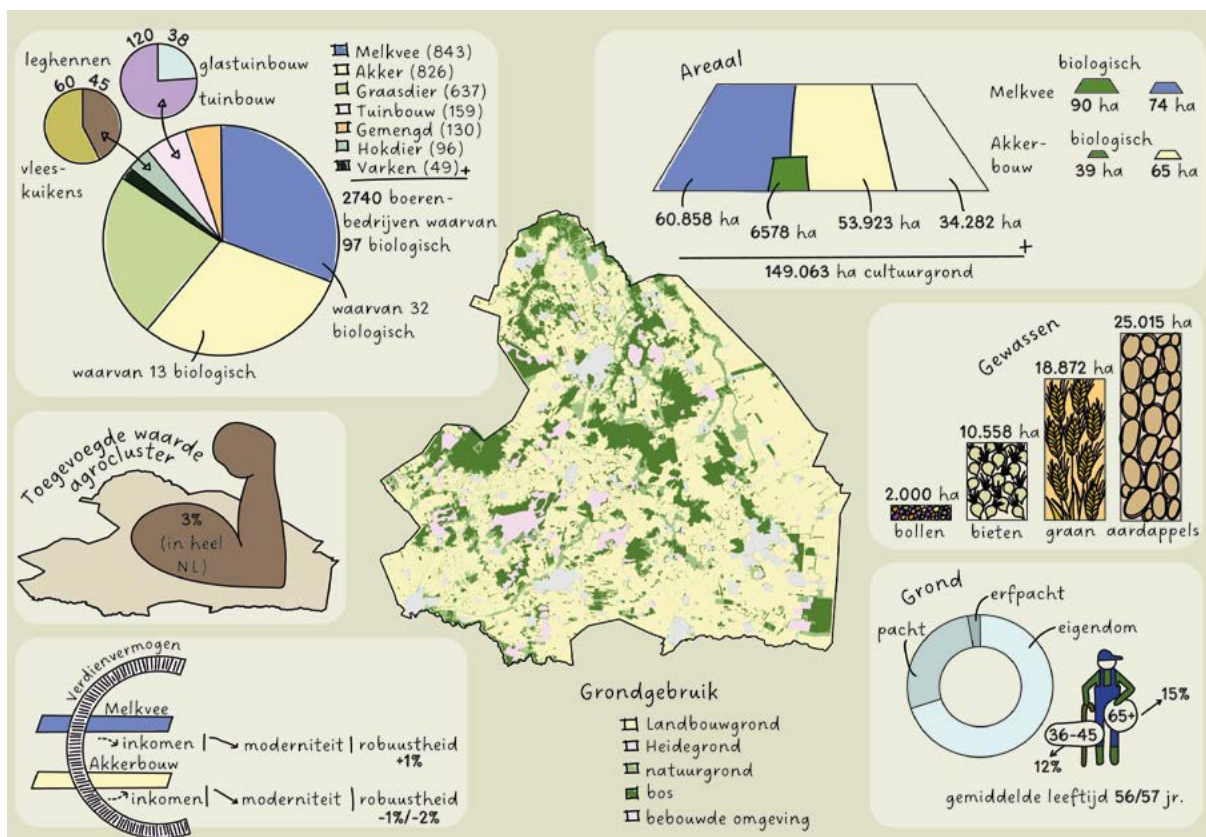 120
38
leghennen
glastuinbouw
60
45
tuinbouw
vlees-
kuikens
Melkvee (843)
Akker (826)
Graasdier (637)
Tuinbouw (159)
Gemengd (130)
Hokdier (96)
Varken (49)+
2740 boeren-
bedrijven waarvan
97 biologisch
waarvan 32
biologisch
waarvan 13 biologisch
Areaal
biologisch
Melkvee
90 ha
74 ha
biologisch
Akker-
bouw
39 ha
65 ha
60.858 ha
6578 ha
53.923 ha
34.282 ha
+
149.063 ha cultuurgrond
Gewassen
25.015 ha
18.872 ha
10.558 ha
2.000 ha
bollen
bieten
graan
aardappels
Toegevoegde waarde
agrocluster
3%
(in heel
NL)
Verdienvermogen
Melkvee
inkomen | moderniteit | robuustheid
+1%
Akkerbouw
inkomen | moderniteit | robuustheid
-1%/-2%
Grondgebruik
Landbouwgrond
Heidegrond
natuurgrond
bos
bebouwde omgeving
Grond
erfpacht
pacht
eigendom
15%
65+
36-45
12%
gemiddelde leeftijd 56/57 jr.